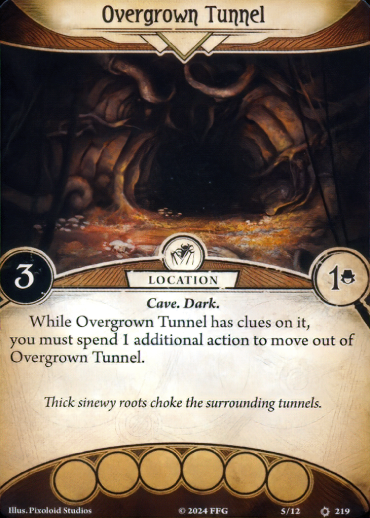 Overgrown Tunnel
3
LOCATION
1
Cave. Dark.
While Overgrown Tunnel has clues on it,
you must spend 1 additional action to move out of
Overgrown Tunnel.
Thick sinewy roots choke the surrounding tunnels.
Illus. Pixoloid Studios © 2024 FFG 5/12 219